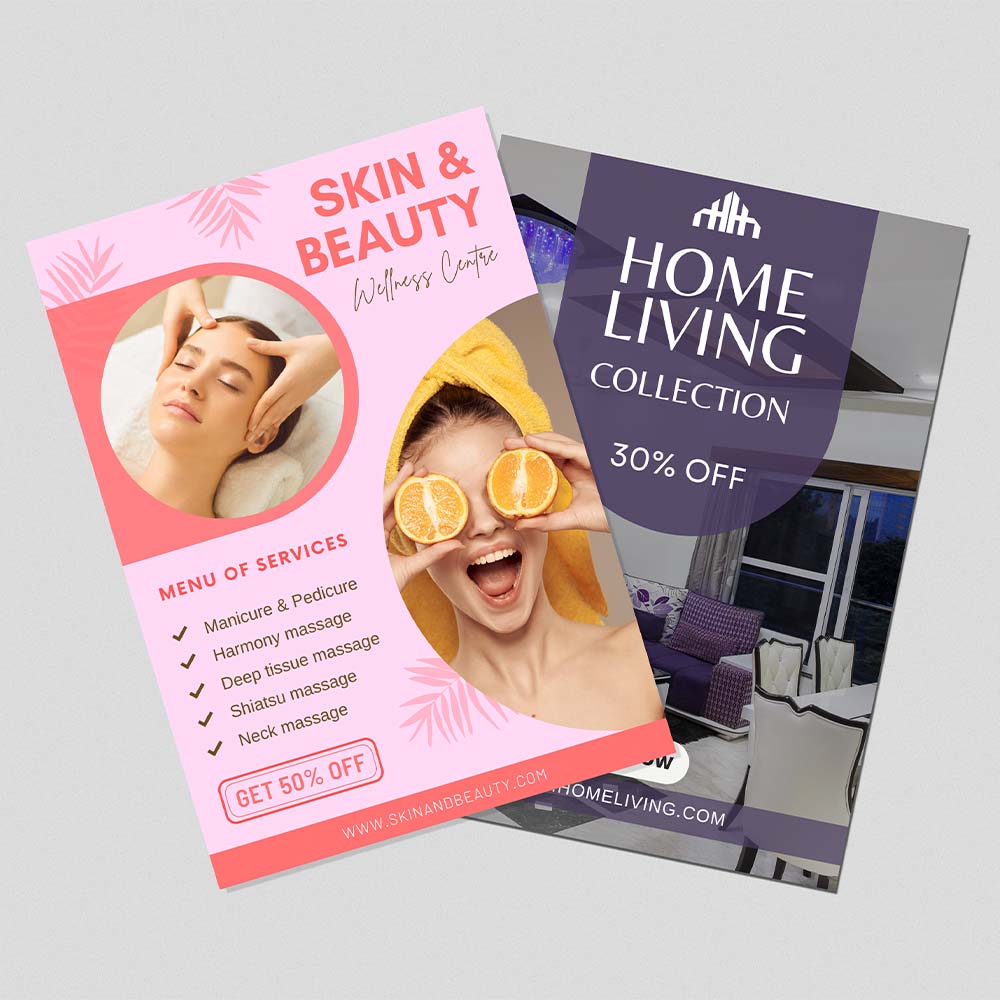 SKIN &
BEAUTY
Wellness Centre
MENU OF SERVICES
Manicure & Pedicure
Harmony massage
Deep tissue massage
Shiatsu massage
Neck massage
GET 50% OFF
WWW.SKINANDBEAUTY.COM
HOME
LIVING
COLLECTION
30% OFF
HOMELIVING.COM